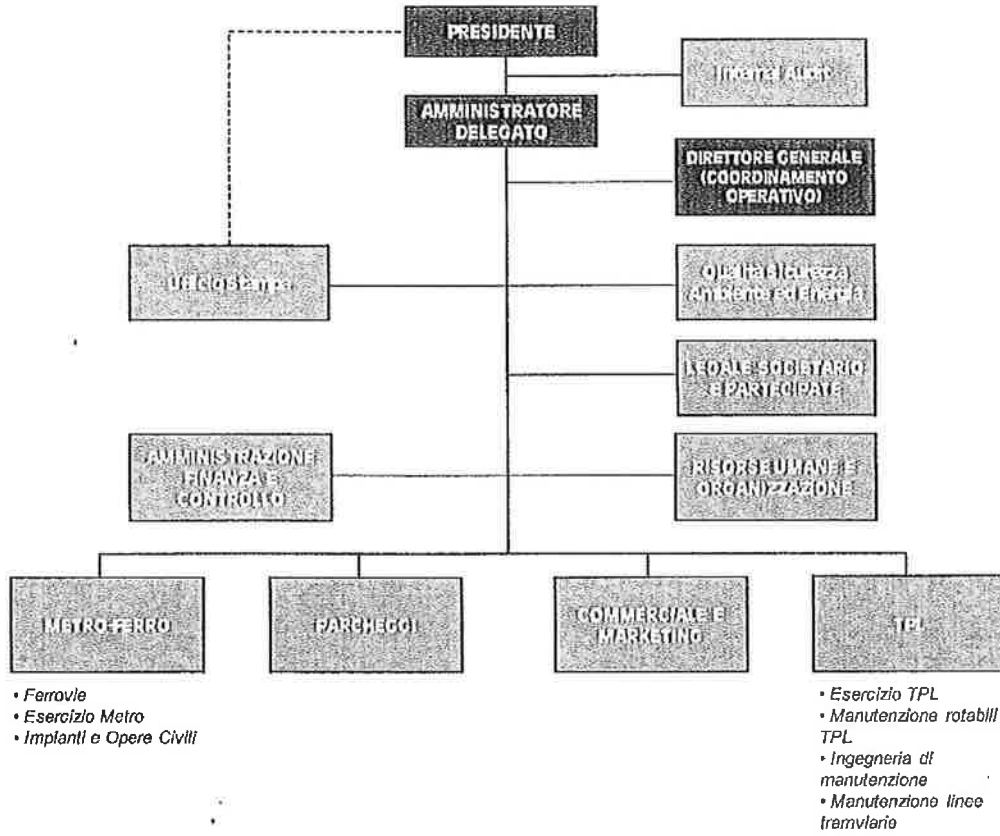 PRESIDENTE
Internal Audit
AMMINISTRATORE
DELEGATO
DIRETTORE GENERALE
(COORDINAMENTO
OPERATIVO)
Ufficio Stampa
Qualità Sicurezza
Ambiente ed Energia
LEGALE SOCIETARIO
E PARTECIPATE
AMMINISTRAZIONE
FINANZA E
CONTROLLO
RISORSE UMANE E
ORGANIZZAZIONE
METRO-FERRO
PARCHEGGI
COMMERCIALE E
MARKETING
TPL
• Ferrovie
• Esercizio Metro
• Impianti e Opere Civili
• Esercizio TPL
• Manutenzione rotabili
TPL
• Ingegneria di
manutenzione
• Manutenzione linee
tramviarie